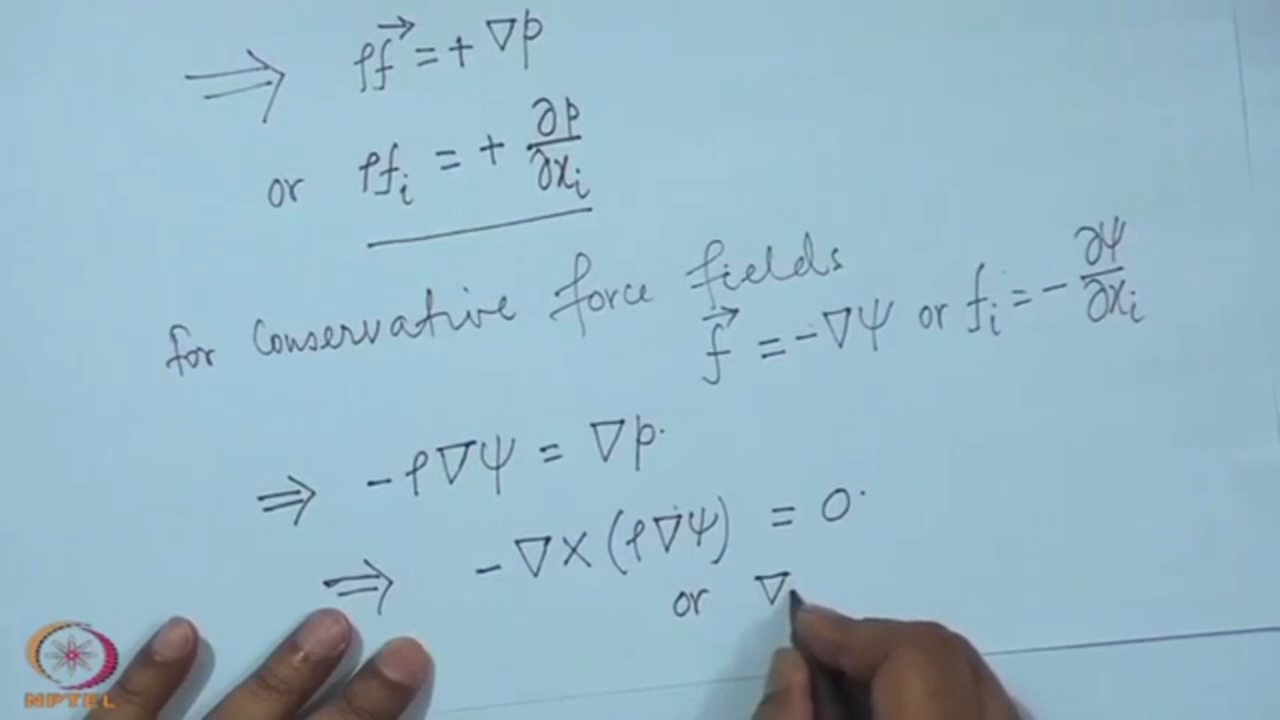 ⇒ ρf⃗ = + ∇p
or ρfᵢ = + ∂p/∂xᵢ
for conservative force fields
f⃗ = -∇ψ or fᵢ = - ∂ψ/∂xᵢ
⇒ -ρ∇ψ = ∇p.
⇒ -∇×(ρ∇ψ) = 0.
or ∇
NPTEL